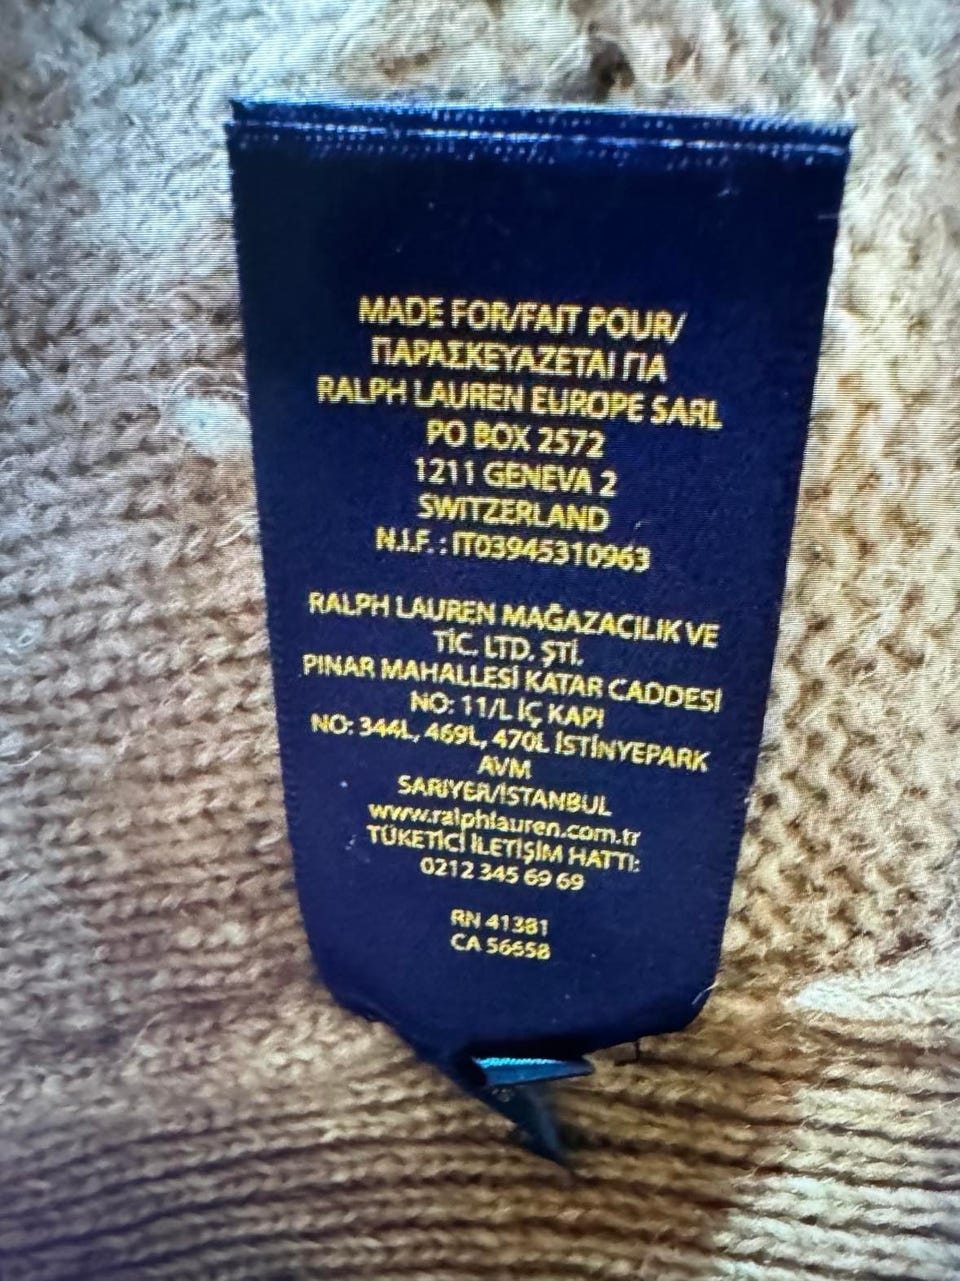 MADE FOR/FAIT POUR/
ΠΑΡΑΣΚΕΥΑΖΕΤΑΙ ΓΙΑ
RALPH LAUREN EUROPE SARL
PO BOX 2572
1211 GENEVA 2
SWITZERLAND
N.I.F. : IT03945310963
RALPH LAUREN MAĞAZACILIK VE
TİC. LTD. ŞTİ.
PINAR MAHALLESİ KATAR CADDESİ
NO: 11/L İÇ KAPI
NO: 344L, 469L, 470L İSTİNYEPARK
AVM
SARIYER/İSTANBUL
www.ralphlauren.com.tr
TÜKETİCİ İLETİŞİM HATTI:
0212 345 69 69
RN 41381
CA 56658